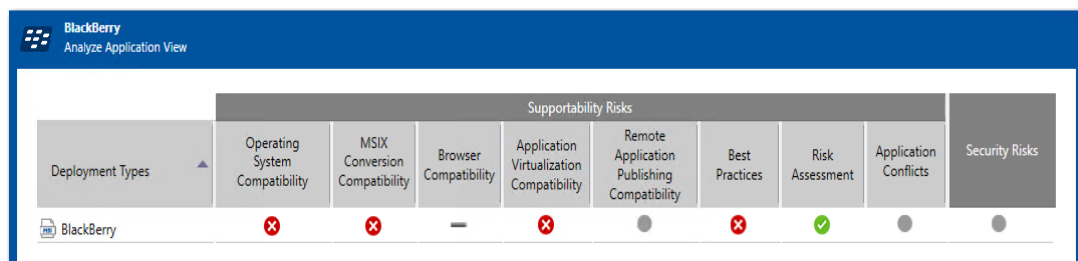 BlackBerry
Analyze Application View
Supportability Risks
Deployment Types
Operating
System
Compatibility
MSIX
Conversion
Compatibility
Browser
Compatibility
Application
Virtualization
Compatibility
Remote
Application
Publishing
Compatibility
Best
Practices
Risk
Assessment
Application
Conflicts
Security Risks
BlackBerry